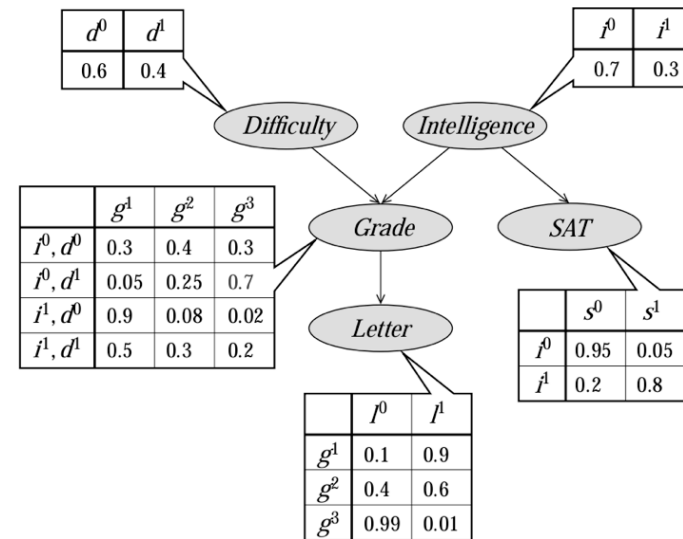 d⁰ d¹
0.6 0.4
i⁰ i¹
0.7 0.3
Difficulty
Intelligence
g¹ g² g³
i⁰, d⁰ 0.3 0.4 0.3
i⁰, d¹ 0.05 0.25 0.7
i¹, d⁰ 0.9 0.08 0.02
i¹, d¹ 0.5 0.3 0.2
Grade
SAT
Letter
s⁰ s¹
i⁰ 0.95 0.05
i¹ 0.2 0.8
l⁰ l¹
g¹ 0.1 0.9
g² 0.4 0.6
g³ 0.99 0.01